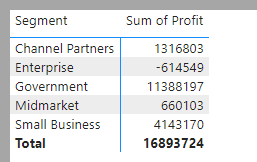 Segment Sum of Profit
Channel Partners 1316803
Enterprise -614549
Government 11388197
Midmarket 660103
Small Business 4143170
Total 16893724